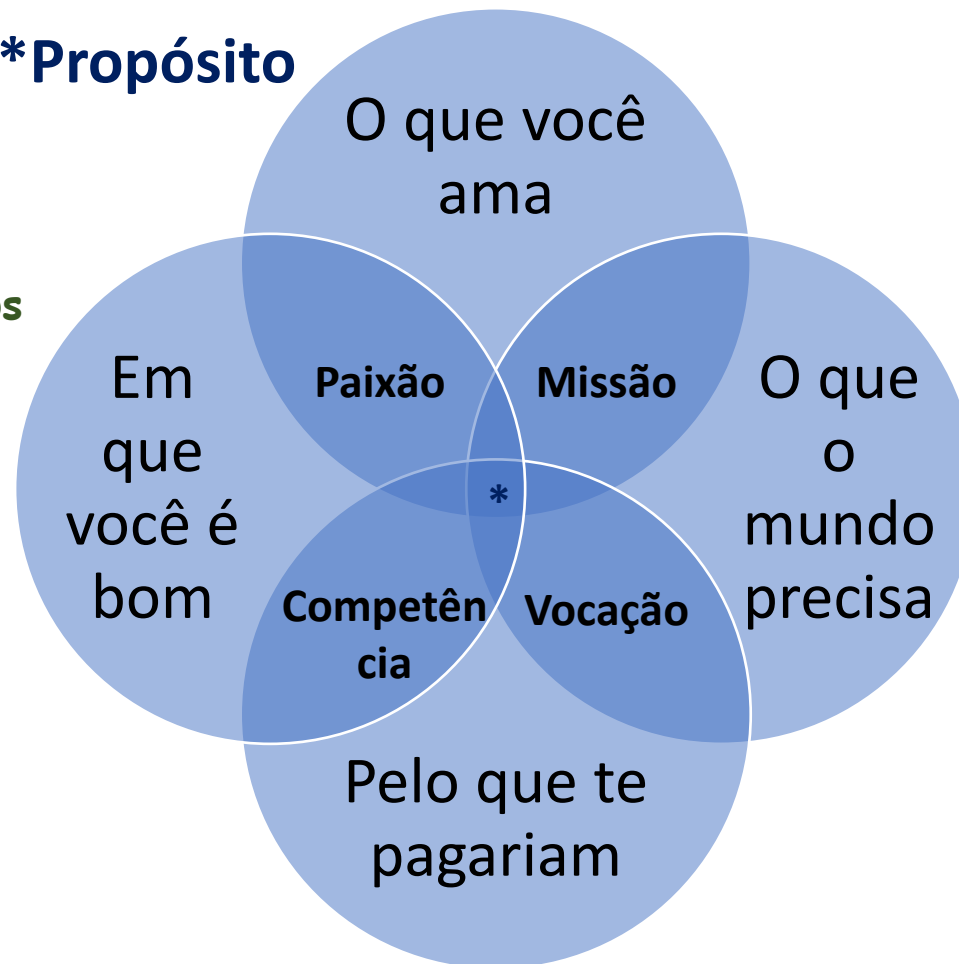 *Propósito
O que você
ama
Em
que
você é
bom
Paixão
Missão
O que
o
mundo
precisa
*
Competên
cia
Vocação
Pelo que te
pagariam